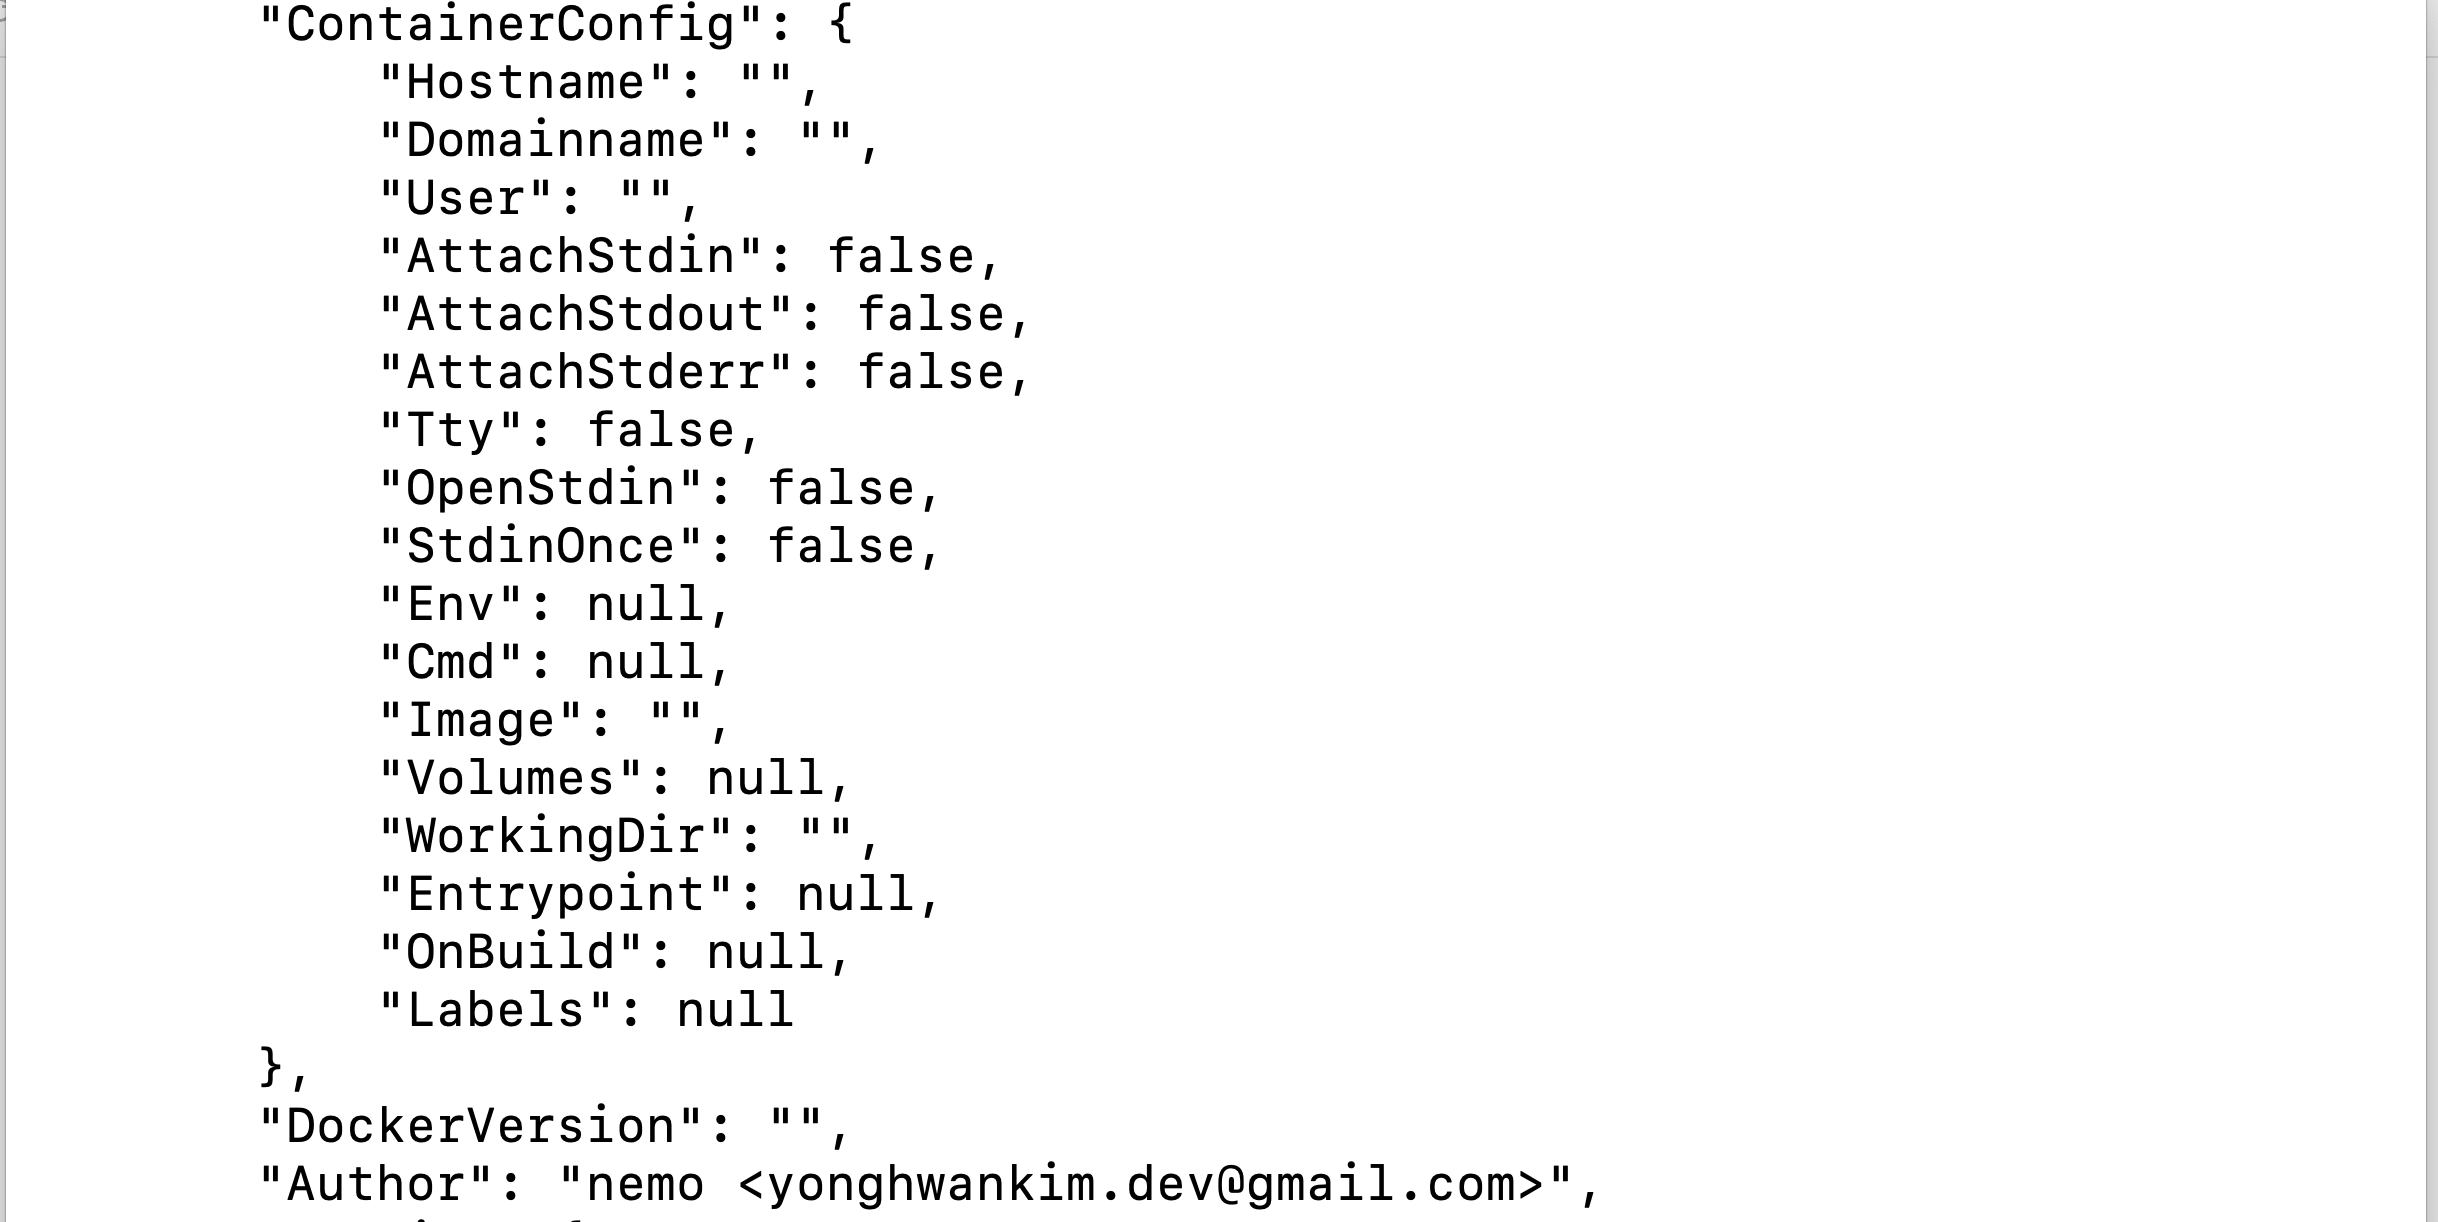 "ContainerConfig": {
"Hostname": "",
"Domainname": "",
"User": "",
"AttachStdin": false,
"AttachStdout": false,
"AttachStderr": false,
"Tty": false,
"OpenStdin": false,
"StdinOnce": false,
"Env": null,
"Cmd": null,
"Image": "",
"Volumes": null,
"WorkingDir": "",
"Entrypoint": null,
"OnBuild": null,
"Labels": null
},
"DockerVersion": "",
"Author": "nemo <yonghwankim.dev@gmail.com>",